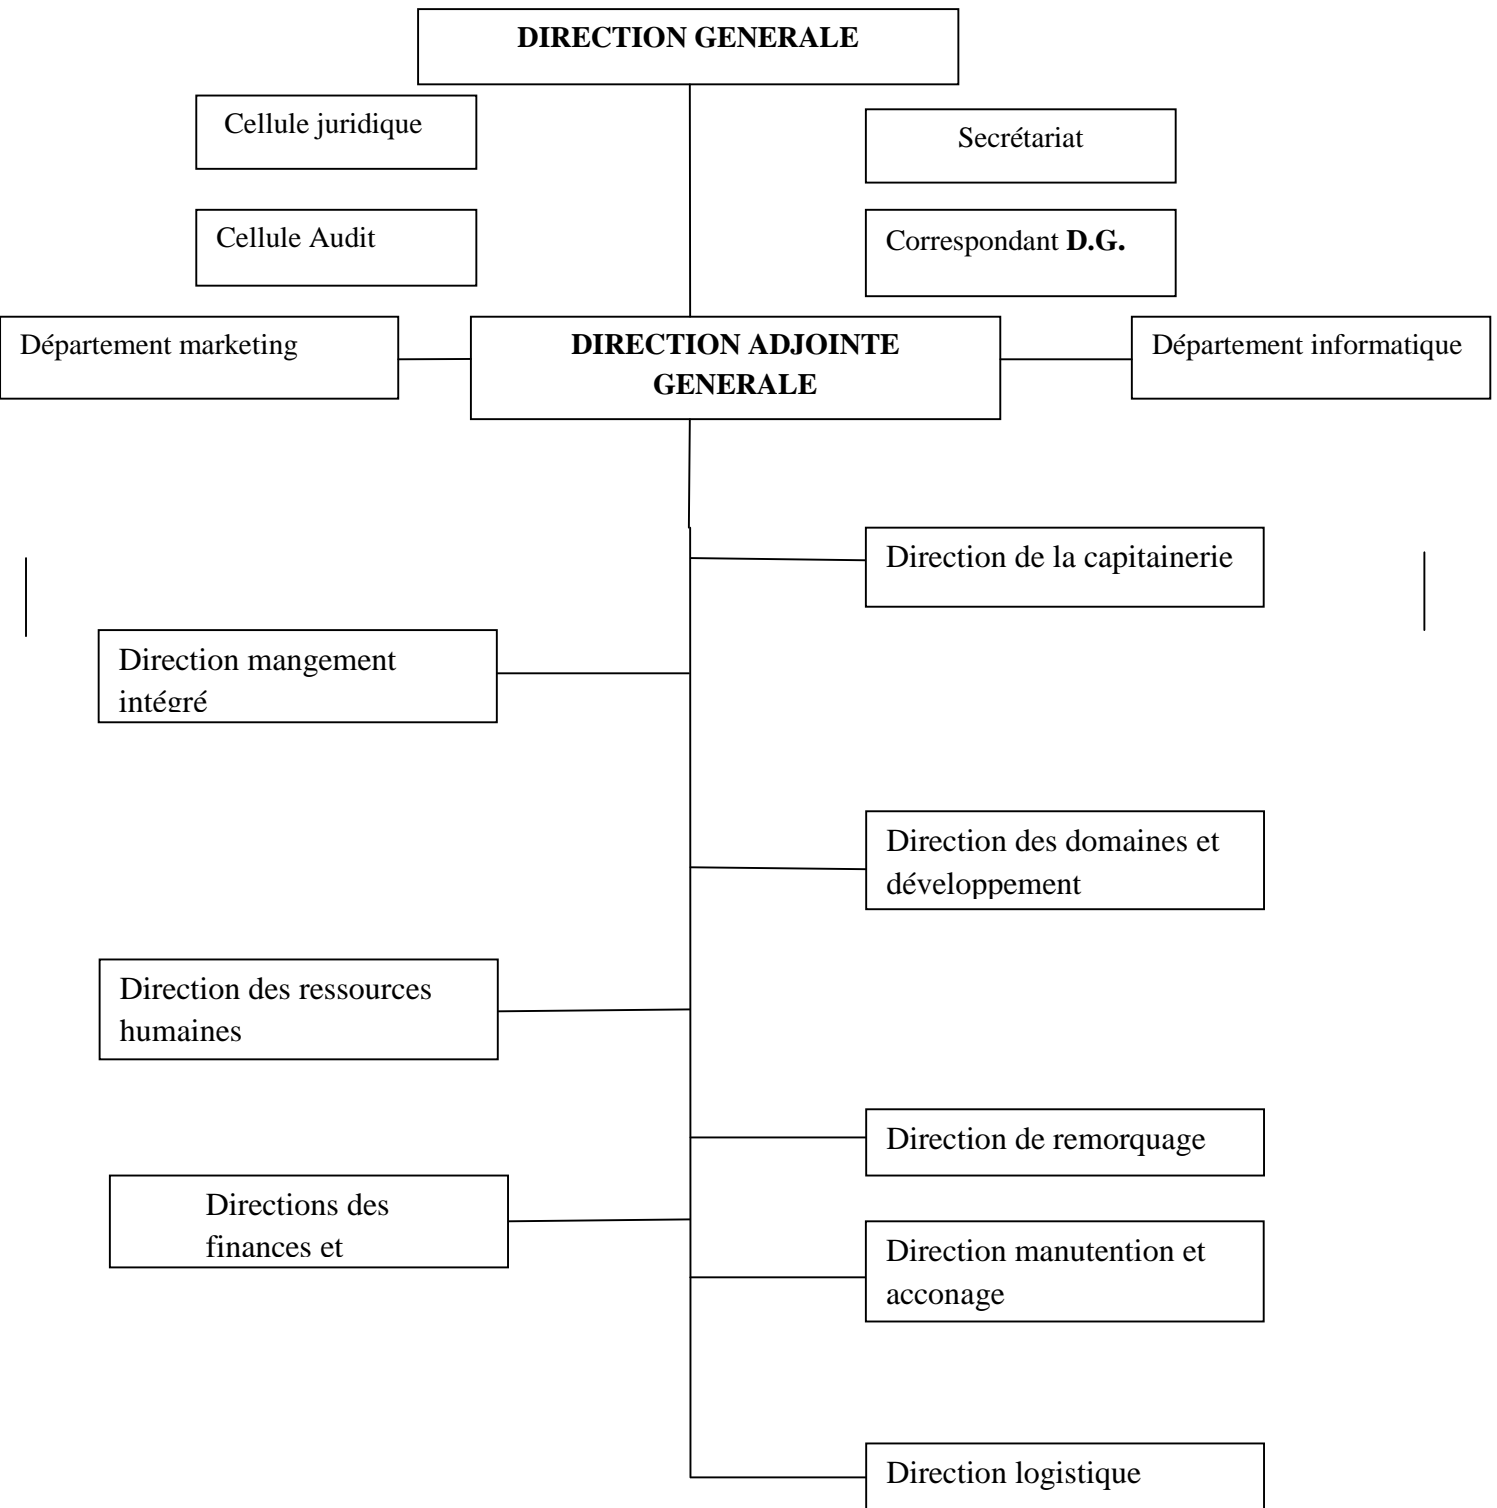 DIRECTION GENERALE
Cellule juridique
Secrétariat
Cellule Audit
Correspondant D.G.
Département marketing
DIRECTION ADJOINTE
GENERALE
Département informatique
Direction de la capitainerie
Direction mangement
intégré
Direction des domaines et
développement
Direction des ressources
humaines
Direction de remorquage
Directions des
finances et
Direction manutention et
acconage
Direction logistique